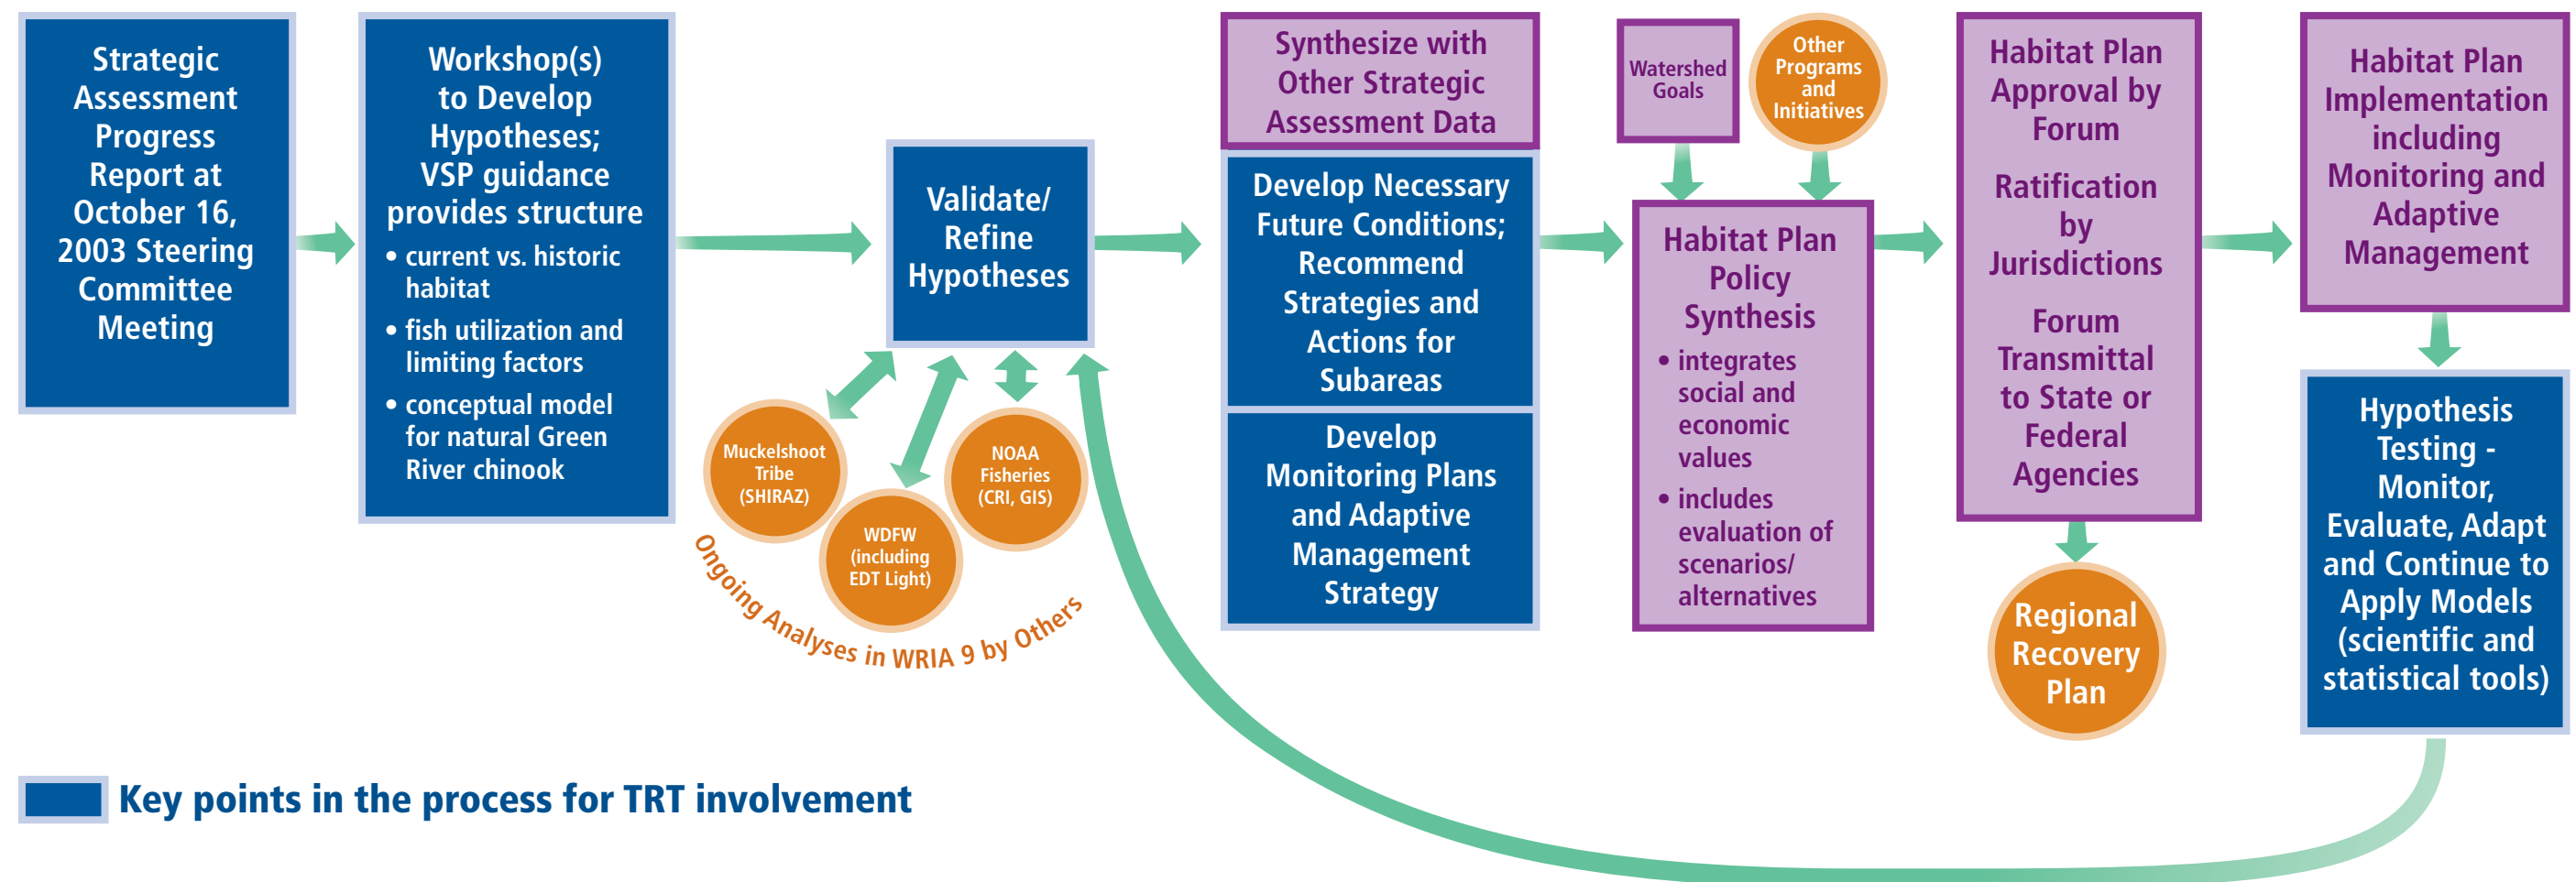 Strategic
Assessment
Progress
Report at
October 16,
2003 Steering
Committee
Meeting
Workshop(s)
to Develop
Hypotheses;
VSP guidance
provides structure
• current vs. historic
habitat
• fish utilization and
limiting factors
• conceptual model
for natural Green
River chinook
Validate/
Refine
Hypotheses
Muckelshoot
Tribe
(SHIRAZ)
WDFW
(including
EDT Light)
NOAA
Fisheries
(CRI, GIS)
Ongoing Analyses in WRIA 9 by Others
Synthesize with
Other Strategic
Assessment Data
Develop Necessary
Future Conditions;
Recommend
Strategies and
Actions for
Subareas
Develop
Monitoring Plans
and Adaptive
Management
Strategy
Watershed
Goals
Other
Programs
and
Initiatives
Habitat Plan
Policy
Synthesis
• integrates
social and
economic
values
• includes
evaluation of
scenarios/
alternatives
Habitat Plan
Approval by
Forum
Ratification
by
Jurisdictions
Forum
Transmittal
to State or
Federal
Agencies
Regional
Recovery
Plan
Habitat Plan
Implementation
including
Monitoring and
Adaptive
Management
Hypothesis
Testing -
Monitor,
Evaluate, Adapt
and Continue to
Apply Models
(scientific and
statistical tools)
Key points in the process for TRT involvement